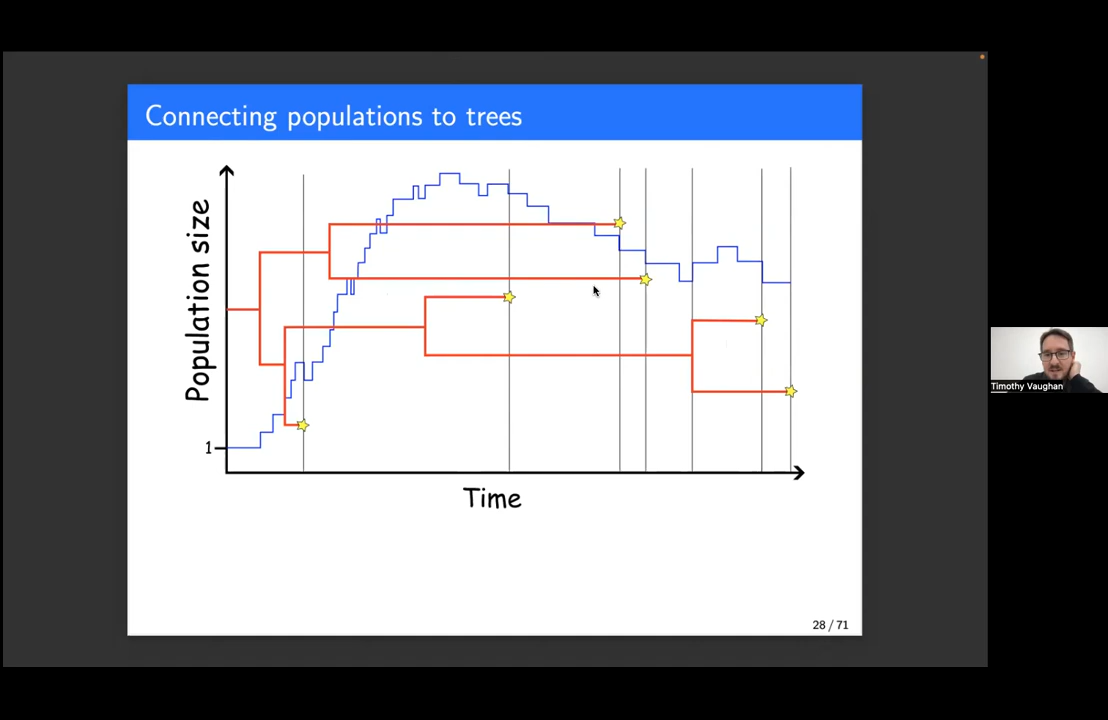 Connecting populations to trees
Population size
1
Time
28 / 71
Timothy Vaughan